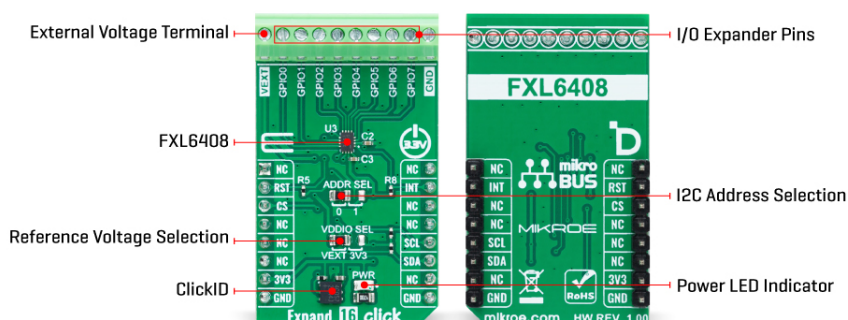 External Voltage Terminal
I/O Expander Pins
VEXT
GPIO0
GPIO1
GPIO2
GPIO3
GPIO4
GPIO5
GPIO6
GPIO7
GND
FXL6408
FXL6408
U3
C2
C3
3.3V
NC
RST
CS
NC
NC
NC
3V3
GND
R5
ADDR SEL
R8
0 1
VDDIO SEL
VEXT 3V3
PWR
NC
INT
NC
NC
SCL
SDA
NC
GND
Expand 16 click
I2C Address Selection
Reference Voltage Selection
ClickID
Power LED Indicator
NC
INT
NC
NC
SCL
SDA
NC
GND
mikro
BUS
MIKROE
RoHS
NC
RST
CS
NC
NC
NC
3V3
GND
mikroe.com HW REV. 1.00